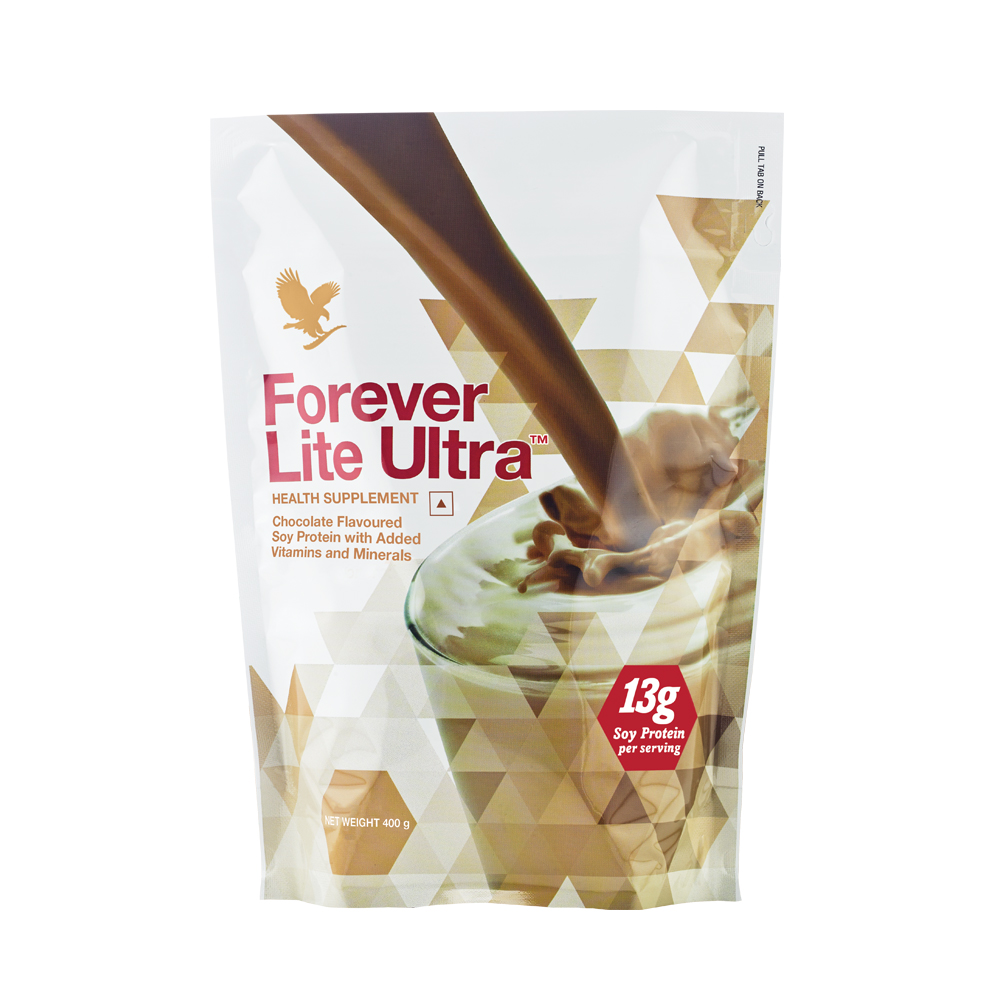 PULL TAB ON BACK
Forever
Lite Ultra™
HEALTH SUPPLEMENT
Chocolate Flavoured
Soy Protein with Added
Vitamins and Minerals
13g
Soy Protein
per serving
NET WEIGHT 400 g